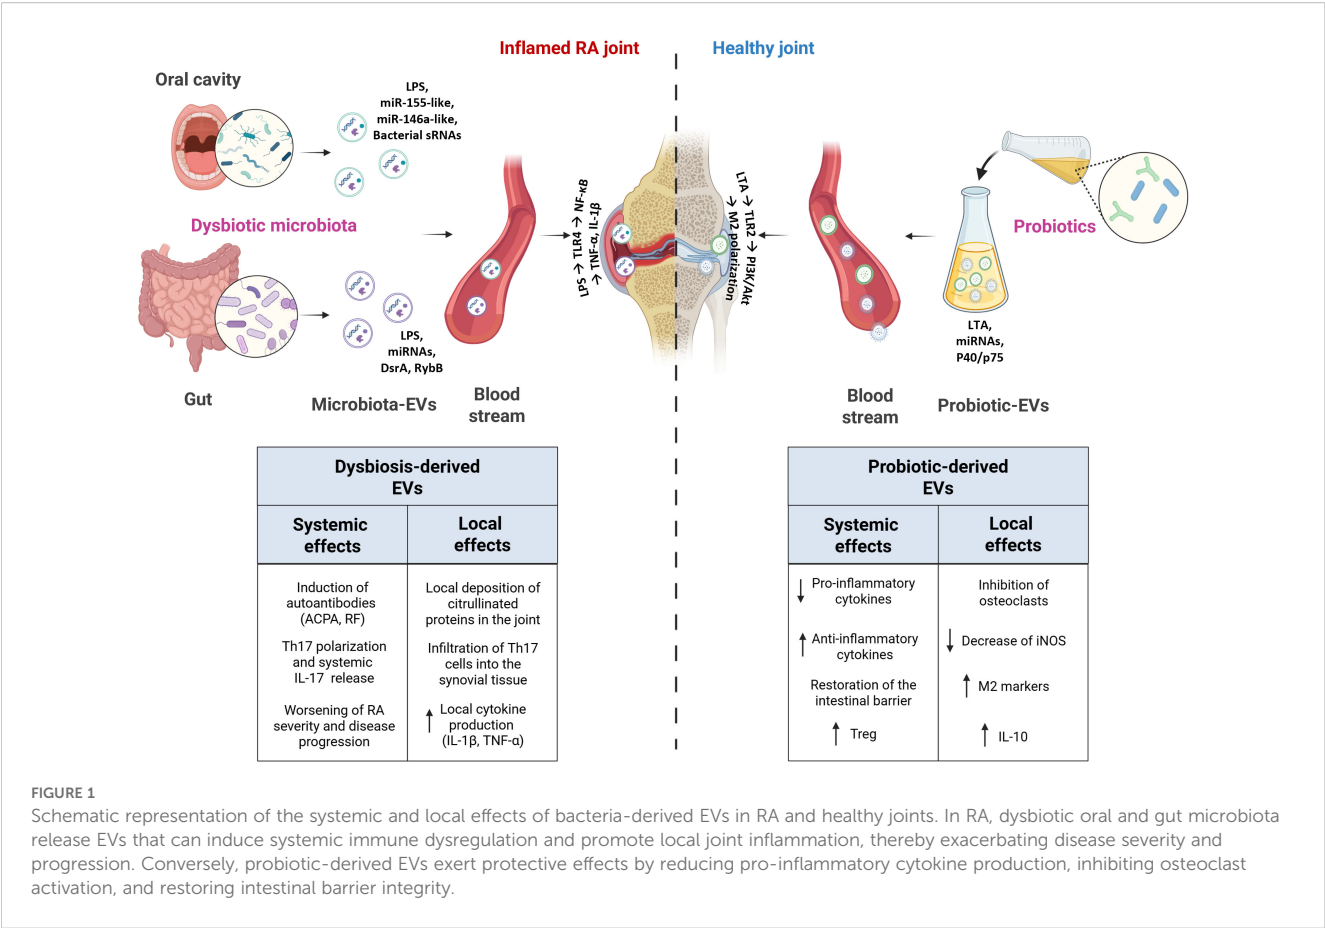 Inflamed RA joint
Healthy joint
Oral cavity
LPS,
miR-155-like,
miR-146a-like,
Bacterial sRNAs
Dysbiotic microbiota
LPS → TLR4 → NF-κB
→ TNF-α, IL-1β
LTA → TLR2 → PI3K/Akt
→ M2 polarization
Probiotics
LPS,
miRNAs,
DsrA, RybB
LTA,
miRNAs,
P40/p75
Gut
Microbiota-EVs
Blood
stream
Blood
stream
Probiotic-EVs
Dysbiosis-derived
EVs
Systemic
effects
Local
effects
Induction of
autoantibodies
(ACPA, RF)
Th17 polarization
and systemic
IL-17 release
Worsening of RA
severity and disease
progression
Local deposition of
citrullinated
proteins in the joint
Infiltration of Th17
cells into the
synovial tissue
↑ Local cytokine
production
(IL-1β, TNF-α)
Probiotic-derived
EVs
Systemic
effects
Local
effects
↓ Pro-inflammatory
cytokines
↑ Anti-inflammatory
cytokines
Restoration of the
intestinal barrier
↑ Treg
Inhibition of
osteoclasts
↓ Decrease of iNOS
↑ M2 markers
↑ IL-10
FIGURE 1
Schematic representation of the systemic and local effects of bacteria-derived EVs in RA and healthy joints. In RA, dysbiotic oral and gut microbiota
release EVs that can induce systemic immune dysregulation and promote local joint inflammation, thereby exacerbating disease severity and
progression. Conversely, probiotic-derived EVs exert protective effects by reducing pro-inflammatory cytokine production, inhibiting osteoclast
activation, and restoring intestinal barrier integrity.